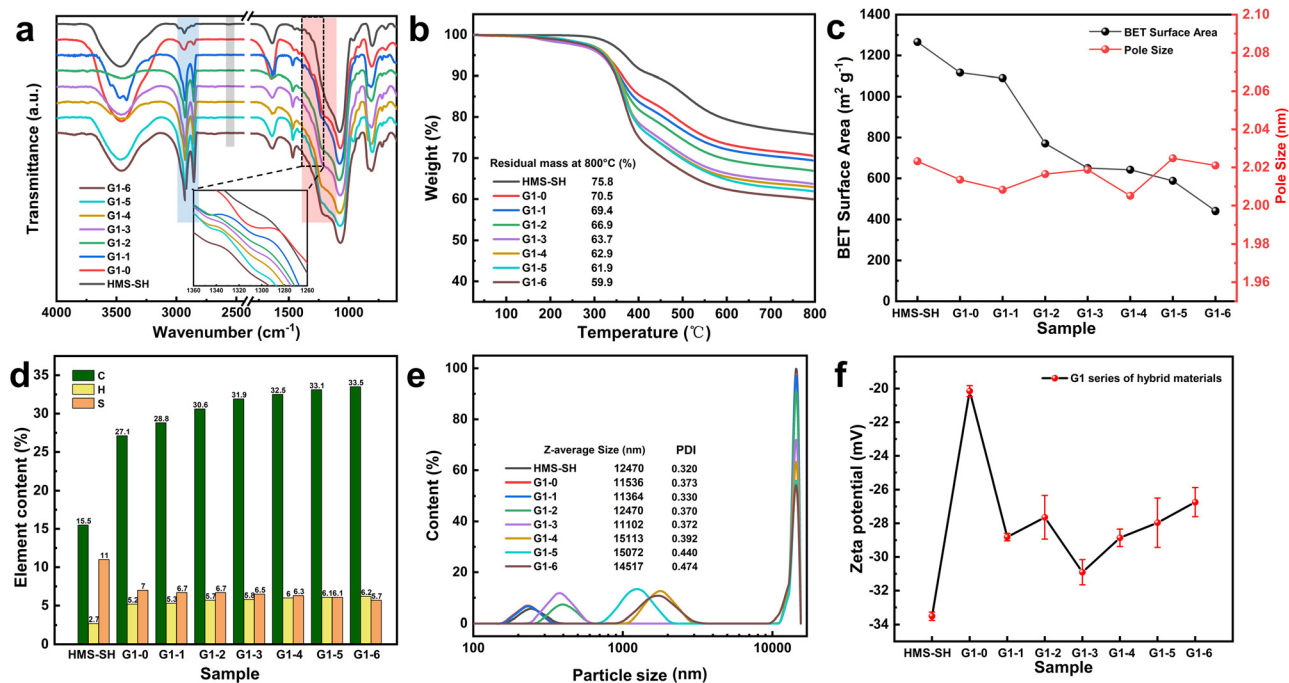 a
Transmittance (a.u.)
G1-6
G1-5
G1-4
G1-3
G1-2
G1-1
G1-0
HMS-SH
1360 1340 1320 1300 1280 1260
4000 3500 3000 2500 1500 1000
Wavenumber (cm⁻¹)
b
Weight (%)
100
90
80
70
60
50
40
Residual mass at 800°C (%)
HMS-SH 75.8
G1-0 70.5
G1-1 69.4
G1-2 66.9
G1-3 63.7
G1-4 62.9
G1-5 61.9
G1-6 59.9
100 200 300 400 500 600 700 800
Temperature (℃)
c
BET Surface Area (m² g⁻¹)
1400
1200
1000
800
600
400
200
0
BET Surface Area
Pole Size
2.10
2.08
2.06
2.04
2.02
2.00
1.98
1.96
Pole Size (nm)
HMS-SH G1-0 G1-1 G1-2 G1-3 G1-4 G1-5 G1-6
Sample
d
Element content (%)
35
30
25
20
15
10
5
0
C
H
S
15.5 2.7 11
27.1 5.2 7
28.8 5.3 6.7
30.6 5.7 6.7
31.9 5.8 6.5
32.5 6 6.3
33.1 6.1 6.1
33.5 6.2 5.7
HMS-SH G1-0 G1-1 G1-2 G1-3 G1-4 G1-5 G1-6
Sample
e
Content (%)
100
80
60
40
20
0
Z-average Size (nm) PDI
HMS-SH 12470 0.320
G1-0 11536 0.373
G1-1 11364 0.330
G1-2 12470 0.370
G1-3 11102 0.372
G1-4 15113 0.392
G1-5 15072 0.440
G1-6 14517 0.474
100 1000 10000
Particle size (nm)
f
Zeta potential (mV)
-20
-22
-24
-26
-28
-30
-32
-34
G1 series of hybrid materials
HMS-SH G1-0 G1-1 G1-2 G1-3 G1-4 G1-5 G1-6
Sample